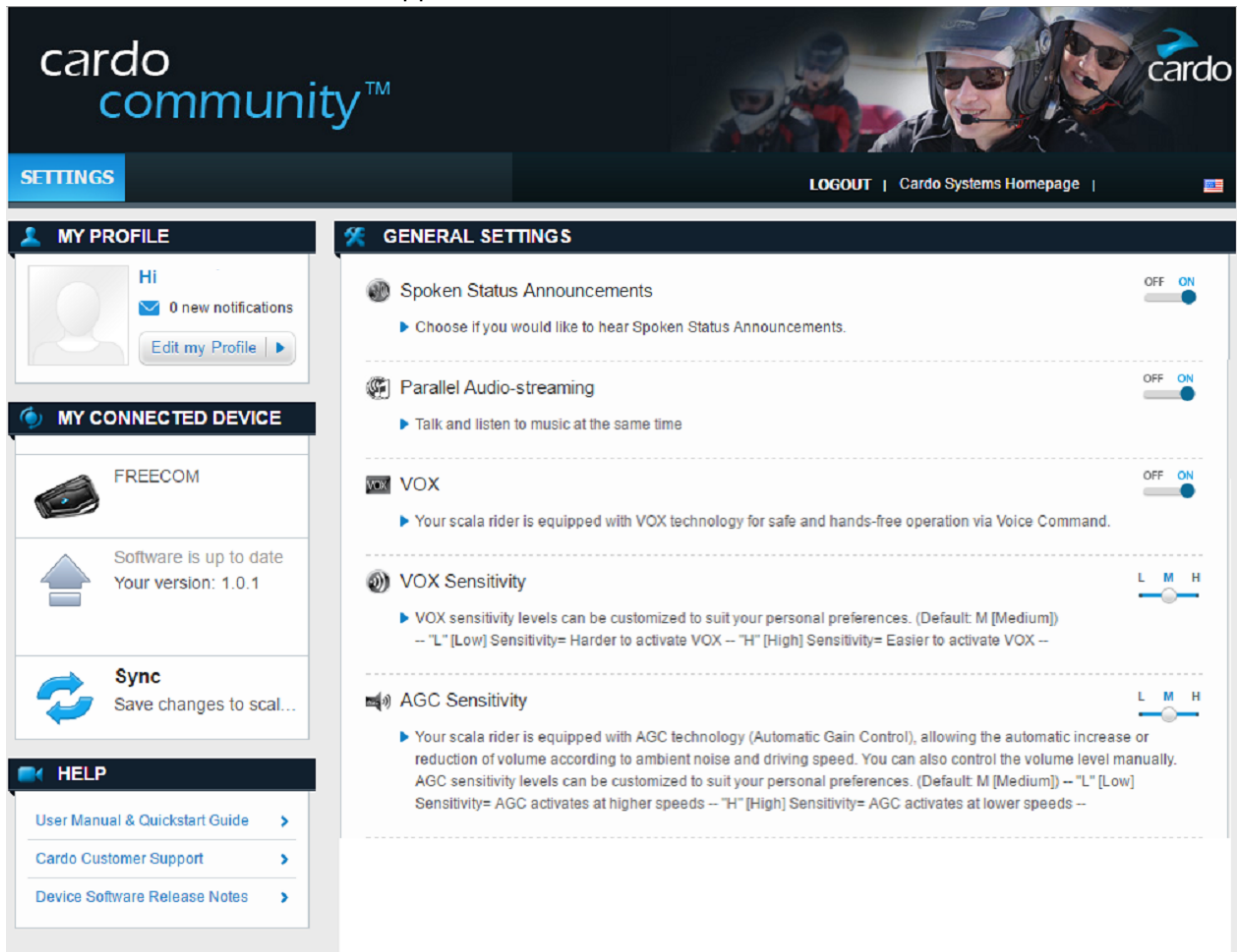 cardo
community™
cardo
SETTINGS
LOGOUT | Cardo Systems Homepage |
MY PROFILE
Hi
0 new notifications
Edit my Profile
MY CONNECTED DEVICE
FREECOM
Software is up to date
Your version: 1.0.1
Sync
Save changes to scal...
HELP
User Manual & Quickstart Guide
Cardo Customer Support
Device Software Release Notes
GENERAL SETTINGS
Spoken Status Announcements
OFF ON
Choose if you would like to hear Spoken Status Announcements.
Parallel Audio-streaming
OFF ON
Talk and listen to music at the same time
VOX VOX
OFF ON
Your scala rider is equipped with VOX technology for safe and hands-free operation via Voice Command.
VOX Sensitivity
L M H
VOX sensitivity levels can be customized to suit your personal preferences. (Default: M [Medium])
-- "L" [Low] Sensitivity= Harder to activate VOX -- "H" [High] Sensitivity= Easier to activate VOX --
AGC Sensitivity
L M H
Your scala rider is equipped with AGC technology (Automatic Gain Control), allowing the automatic increase or
reduction of volume according to ambient noise and driving speed. You can also control the volume level manually.
AGC sensitivity levels can be customized to suit your personal preferences. (Default: M [Medium]) -- "L" [Low]
Sensitivity= AGC activates at higher speeds -- "H" [High] Sensitivity= AGC activates at lower speeds --